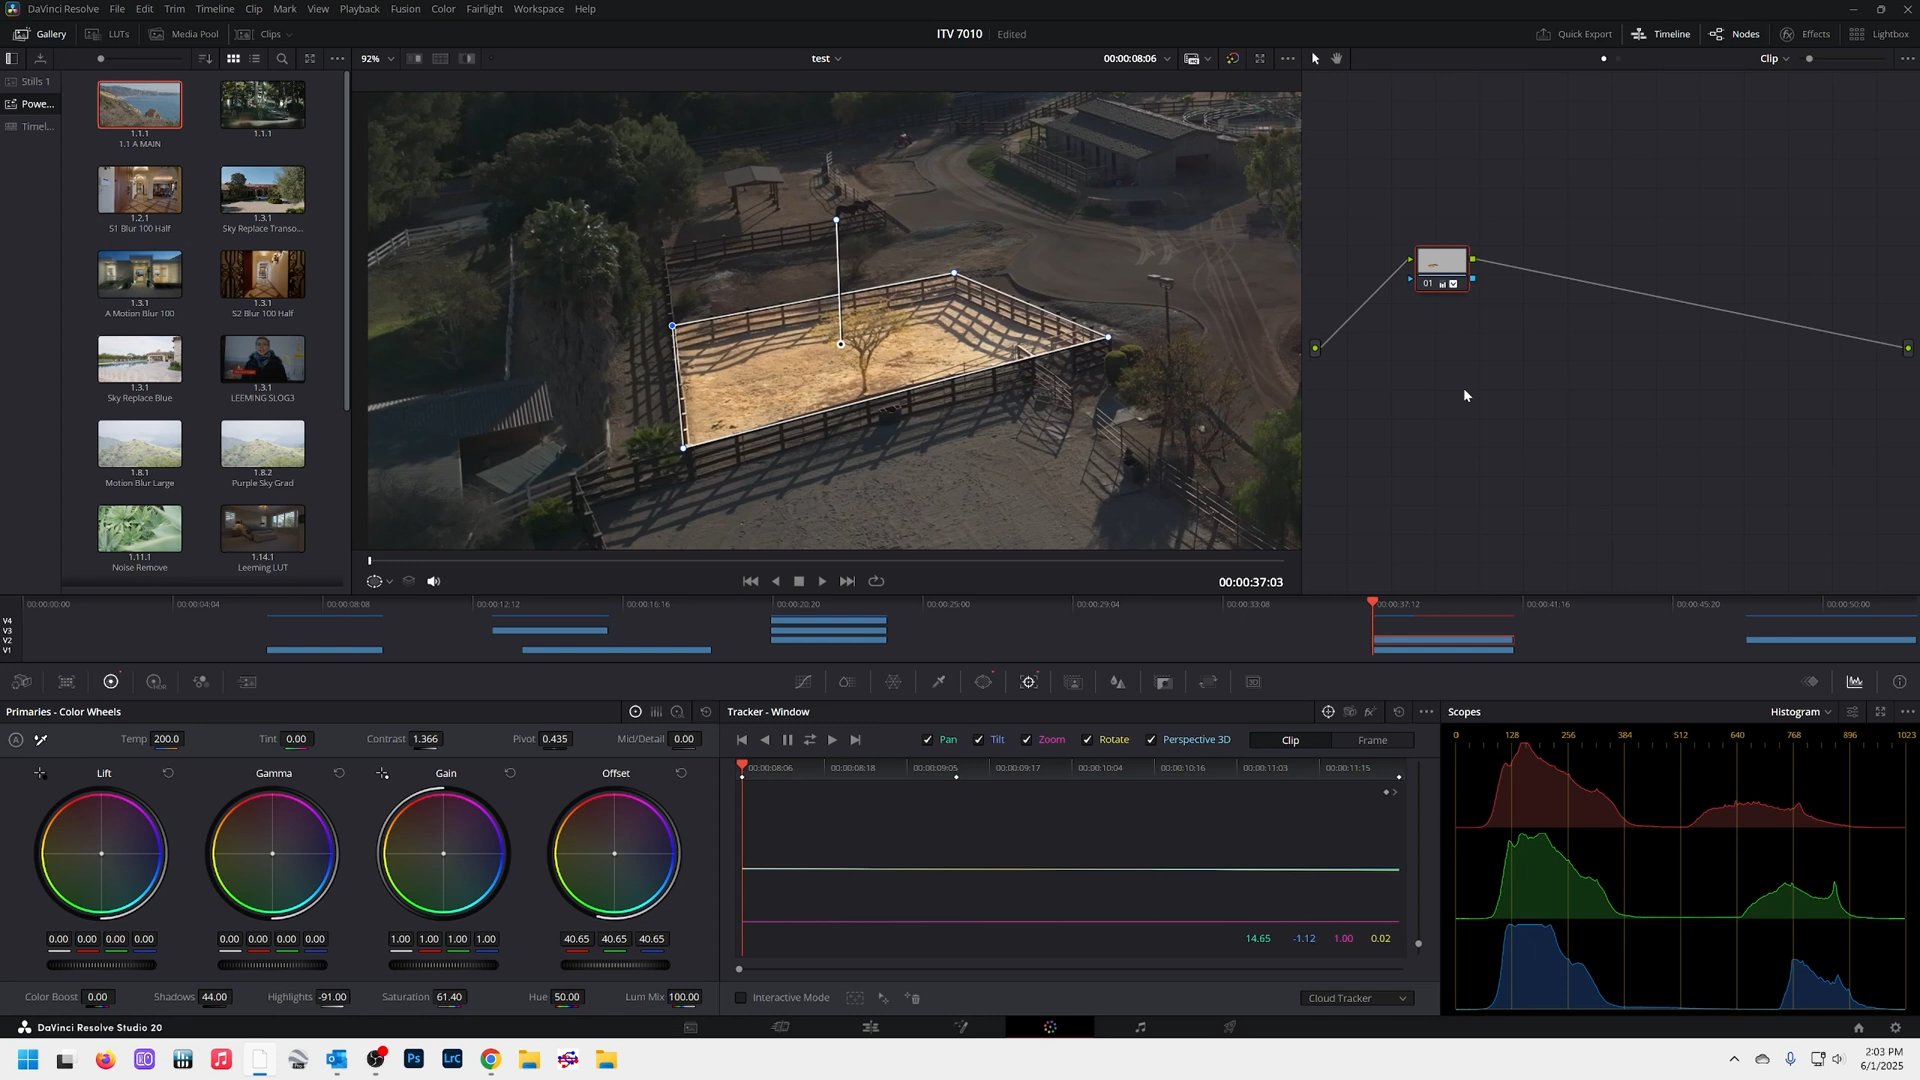 DaVinci Resolve File Edit Trim Timeline Clip Mark View Playback Fusion Color Fairlight Workspace Help
Gallery LUTs Media Pool Clips ITV 7010 Edited Quick Export Timeline Nodes Effects Lightbox
92% test 00:00:08:06 Clip
Stills 1
Powe...
Timel...
1.1.1
1.1 A MAIN
1.1.1
1.2.1
S1 Blur 100 Half
1.3.1
Sky Replace Transo...
1.3.1
A Motion Blur 100
1.3.1
S2 Blur 100 Half
1.3.1
Sky Replace Blue
1.3.1
LEEMING SLOG3
1.8.1
Motion Blur Large
1.8.2
Purple Sky Grad
1.11.1
Noise Remove
1.14.1
Leeming LUT
01
00:00:37:03
00:00:00:00 00:00:04:04 00:00:08:08 00:00:12:12 00:00:16:16 00:00:20:20 00:00:25:00 00:00:29:04 00:00:33:08 00:00:37:12 00:00:41:16 00:00:45:20 00:00:50:00
V4
V3
V2
V1
Primaries - Color Wheels
Temp 200.0 Tint 0.00 Contrast 1.366 Pivot 0.435 Mid/Detail 0.00
Lift Gamma Gain Offset
0.00 0.00 0.00 0.00 0.00 0.00 0.00 0.00 1.00 1.00 1.00 1.00 40.65 40.65 40.65
Color Boost 0.00 Shadows 44.00 Highlights -91.00 Saturation 61.40 Hue 50.00 Lum Mix 100.00
Tracker - Window
Pan Tilt Zoom Rotate Perspective 3D Clip Frame
00:00:08:06 00:00:08:18 00:00:09:05 00:00:09:17 00:00:10:04 00:00:10:16 00:00:11:03 00:00:11:15
14.65 -1.12 1.00 0.02
Interactive Mode Cloud Tracker
Scopes Histogram
0 128 256 384 512 640 768 896 1023
DaVinci Resolve Studio 20
Pro
Ps
LrC
2:03 PM
6/1/2025